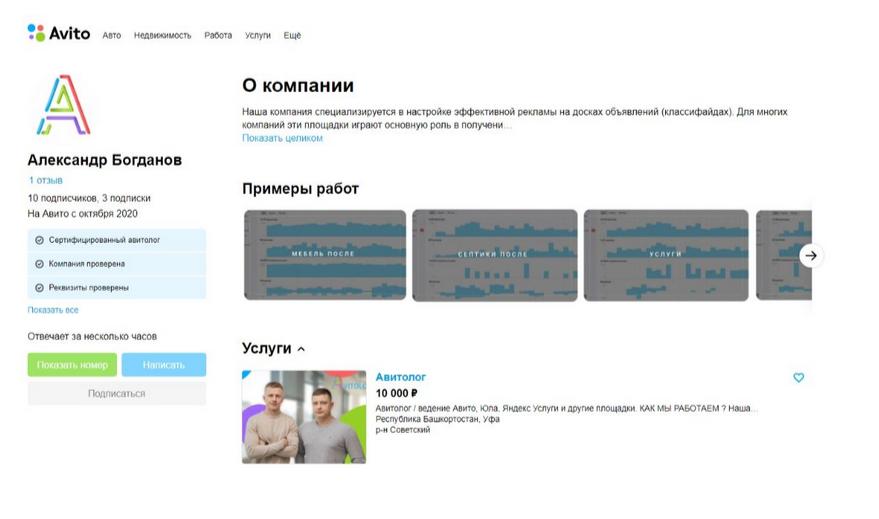 Avito
Авто Недвижимость Работа Услуги Ещё
Александр Богданов
1 отзыв
10 подписчиков, 3 подписки
На Авито с октября 2020
Сертифицированный авитолог
Компания проверена
Реквизиты проверены
Показать все
Отвечает за несколько часов
Показать номер Написать
Подписаться
О компании
Наша компания специализируется в настройке эффективной рекламы на досках объявлений (классифайдах). Для многих
компаний эти площадки играют основную роль в получени…
Показать целиком
Примеры работ
МЕБЕЛЬ ПОСЛЕ СЕПТИКИ ПОСЛЕ УСЛУГИ
Услуги
Авитолог
10 000 ₽
Авитолог / ведение Авито, Юла, Яндекс Услуги и другие площадки. КАК МЫ РАБОТАЕМ ? Наша…
Республика Башкортостан, Уфа
р-н Советский